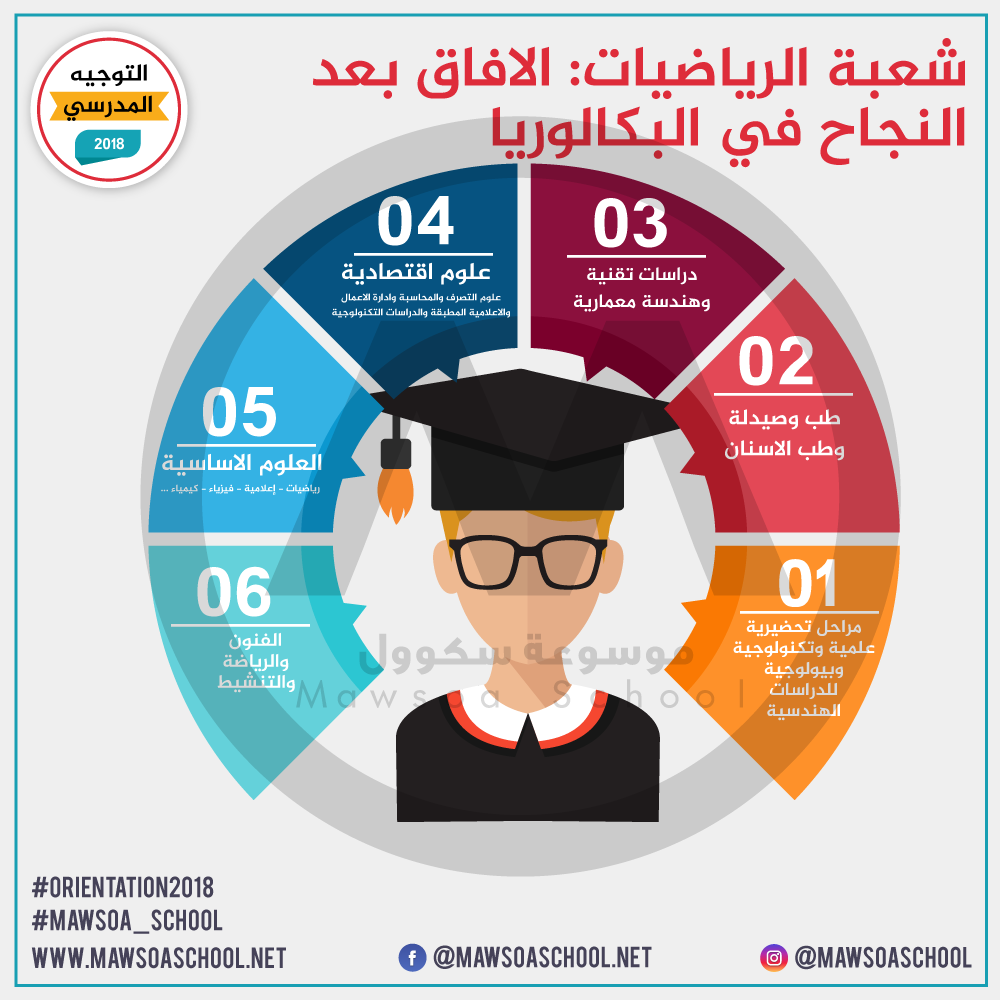 شعبة الرياضيات: الافاق بعد
النجاح في البكالوريا
التوجيه
المدرسي
2018
01
مراحل تحضيرية
علمية وتكنولوجية
وبيولوجية
للدراسات
الهندسية
02
طب وصيدلة
وطب الاسنان
03
دراسات تقنية
وهندسة معمارية
04
علوم اقتصادية
علوم التصرف والمحاسبة وادارة الاعمال
والاعلامية المطبقة والدراسات التكنولوجية
05
العلوم الاساسية
رياضيات - إعلامية - فيزياء - كيمياء ...
06
الفنون
والرياضة
والتنشيط
موسوعة سكوول
Mawsoa School
#ORIENTATION2018
#MAWSOA_SCHOOL
WWW.MAWSOASCHOOL.NET
@MAWSOASCHOOL.NET
@MAWSOASCHOOL